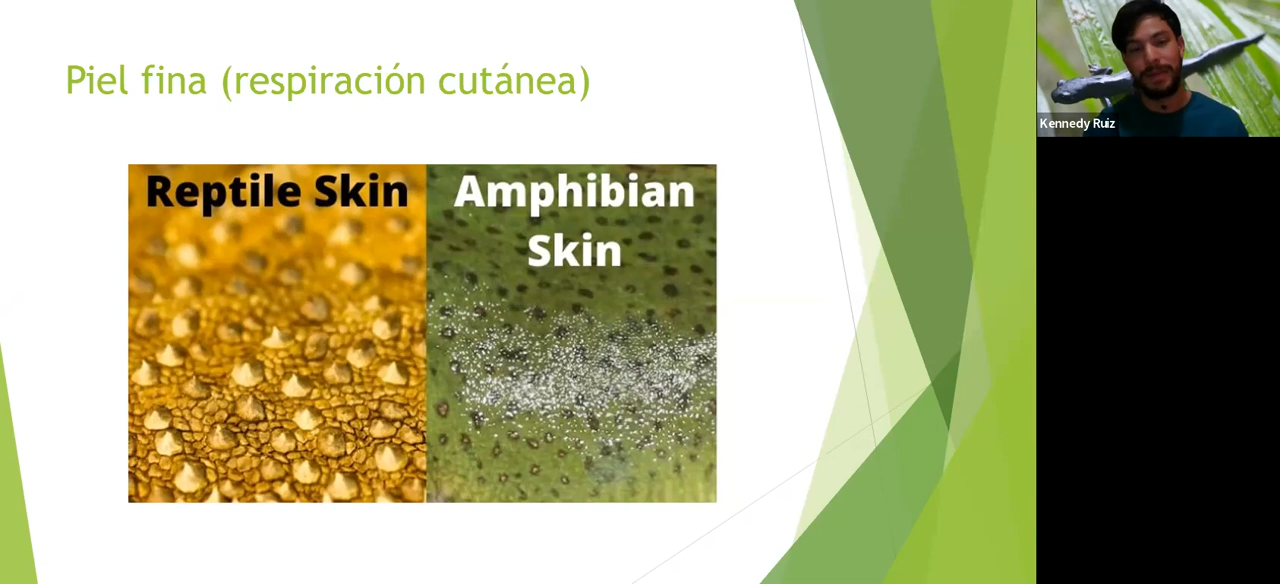 Piel fina (respiración cutánea)
Reptile Skin
Amphibian
Skin
Kennedy Ruiz